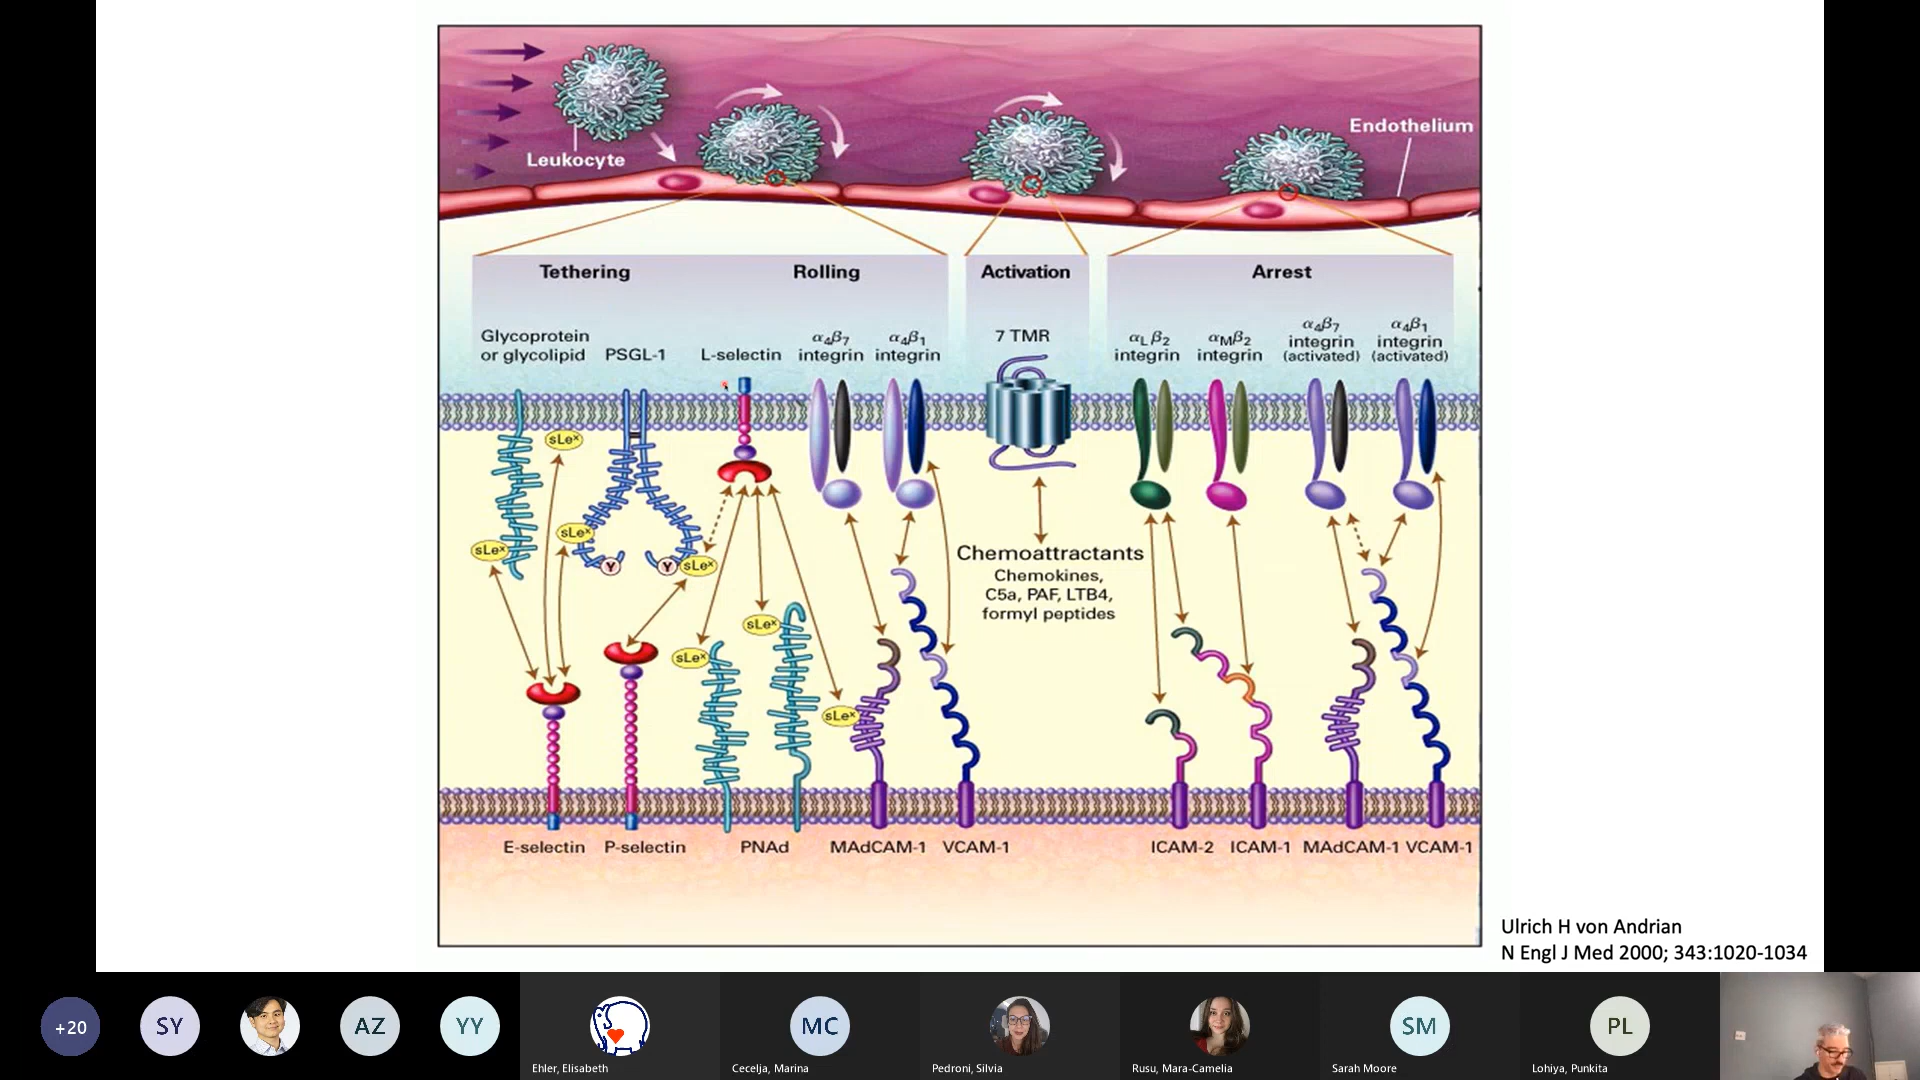 Leukocyte
Endothelium
Tethering
Rolling
Activation
Arrest
Glycoprotein
or glycolipid
PSGL-1
L-selectin
α4β7
integrin
α4β1
integrin
7 TMR
αLβ2
integrin
αMβ2
integrin
α4β7
integrin
(activated)
α4β1
integrin
(activated)
sLex
sLex
sLex
Y
Y
sLex
Chemoattractants
Chemokines,
C5a, PAF, LTB4,
formyl peptides
sLex
sLex
sLex
E-selectin
P-selectin
PNAd
MAdCAM-1
VCAM-1
ICAM-2
ICAM-1
MAdCAM-1
VCAM-1
Ulrich H von Andrian
N Engl J Med 2000; 343:1020-1034
+20
SY
AZ
YY
MC
SM
PL
Ehler, Elisabeth
Cecelja, Marina
Pedroni, Silvia
Rusu, Mara-Camelia
Sarah Moore
Lohiya, Punkita